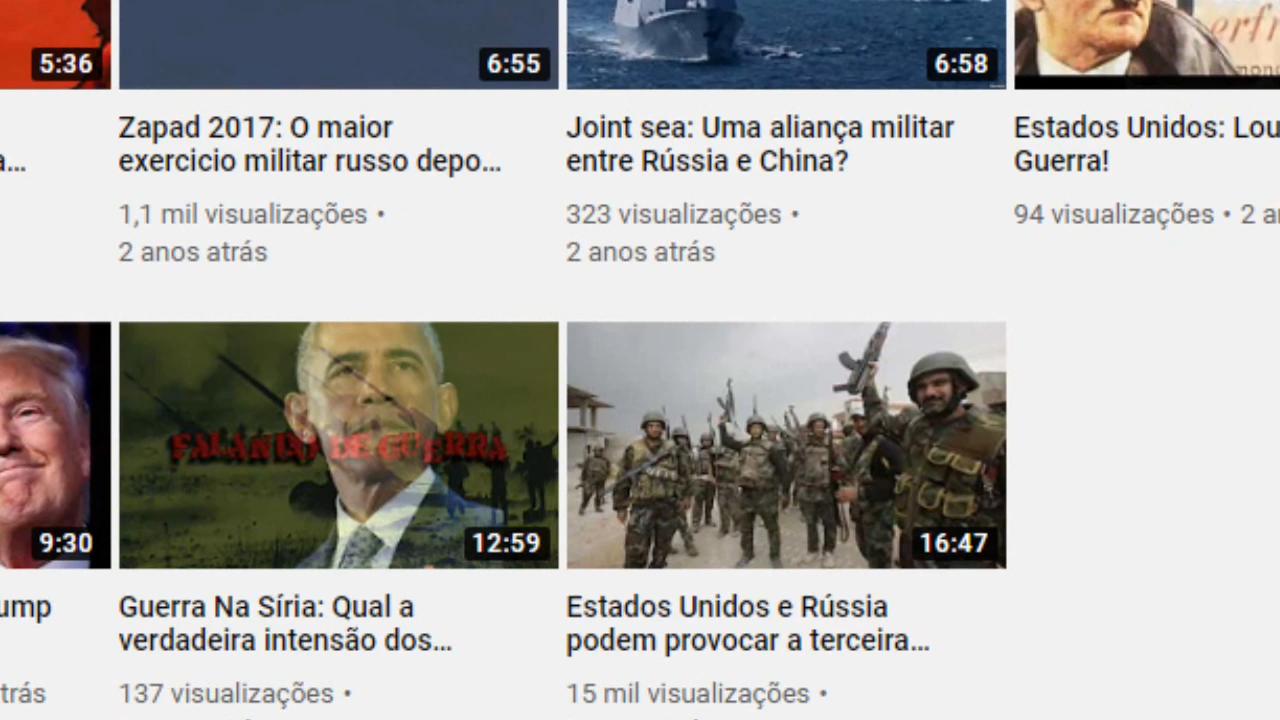 5:36
6:55
6:58
erfr
a...
Zapad 2017: O maior
exercicio militar russo depo...
1,1 mil visualizações •
2 anos atrás
Joint sea: Uma aliança militar
entre Rússia e China?
323 visualizações •
2 anos atrás
Estados Unidos: Lou
Guerra!
94 visualizações • 2 an
9:30
FALANDO DE GUERRA
12:59
16:47
ump
trás
Guerra Na Síria: Qual a
verdadeira intensão dos...
137 visualizações •
Estados Unidos e Rússia
podem provocar a terceira...
15 mil visualizações •